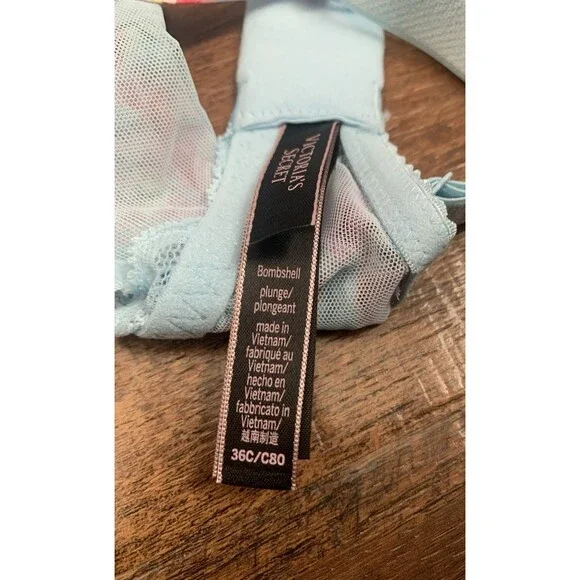 VICTORIA'S
SECRET
Bombshell
plunge/
plongeant
made in
Vietnam/
fabriqué au
Vietnam/
hecho en
Vietnam/
fabbricato in
Vietnam/
越南制造
36C/C80